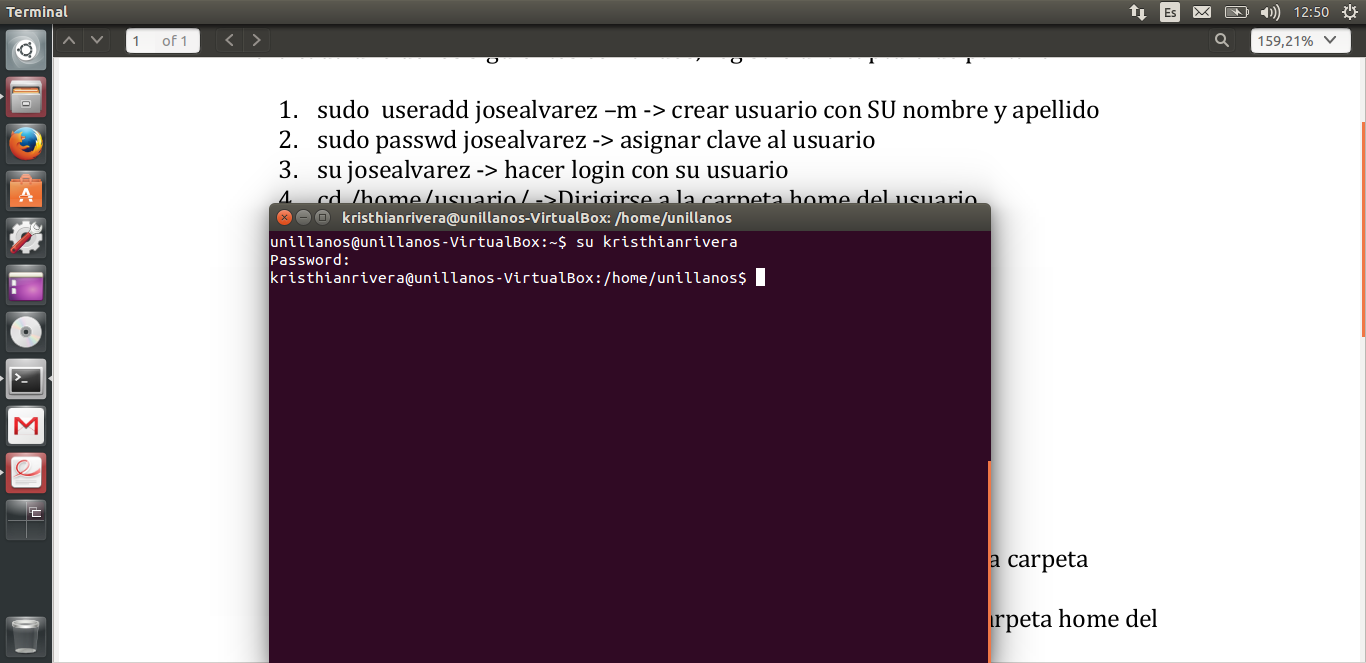 Terminal
Es
12:50
1 of 1
159,21%
1. sudo useradd josealvarez –m -> crear usuario con SU nombre y apellido
2. sudo passwd josealvarez -> asignar clave al usuario
3. su josealvarez -> hacer login con su usuario
4. cd /home/usuario/ ->Dirigirse a la carpeta home del usuario
kristhianrivera@unillanos-VirtualBox: /home/unillanos
unillanos@unillanos-VirtualBox:~$ su kristhianrivera
Password:
kristhianrivera@unillanos-VirtualBox:/home/unillanos$
a carpeta
arpeta home del